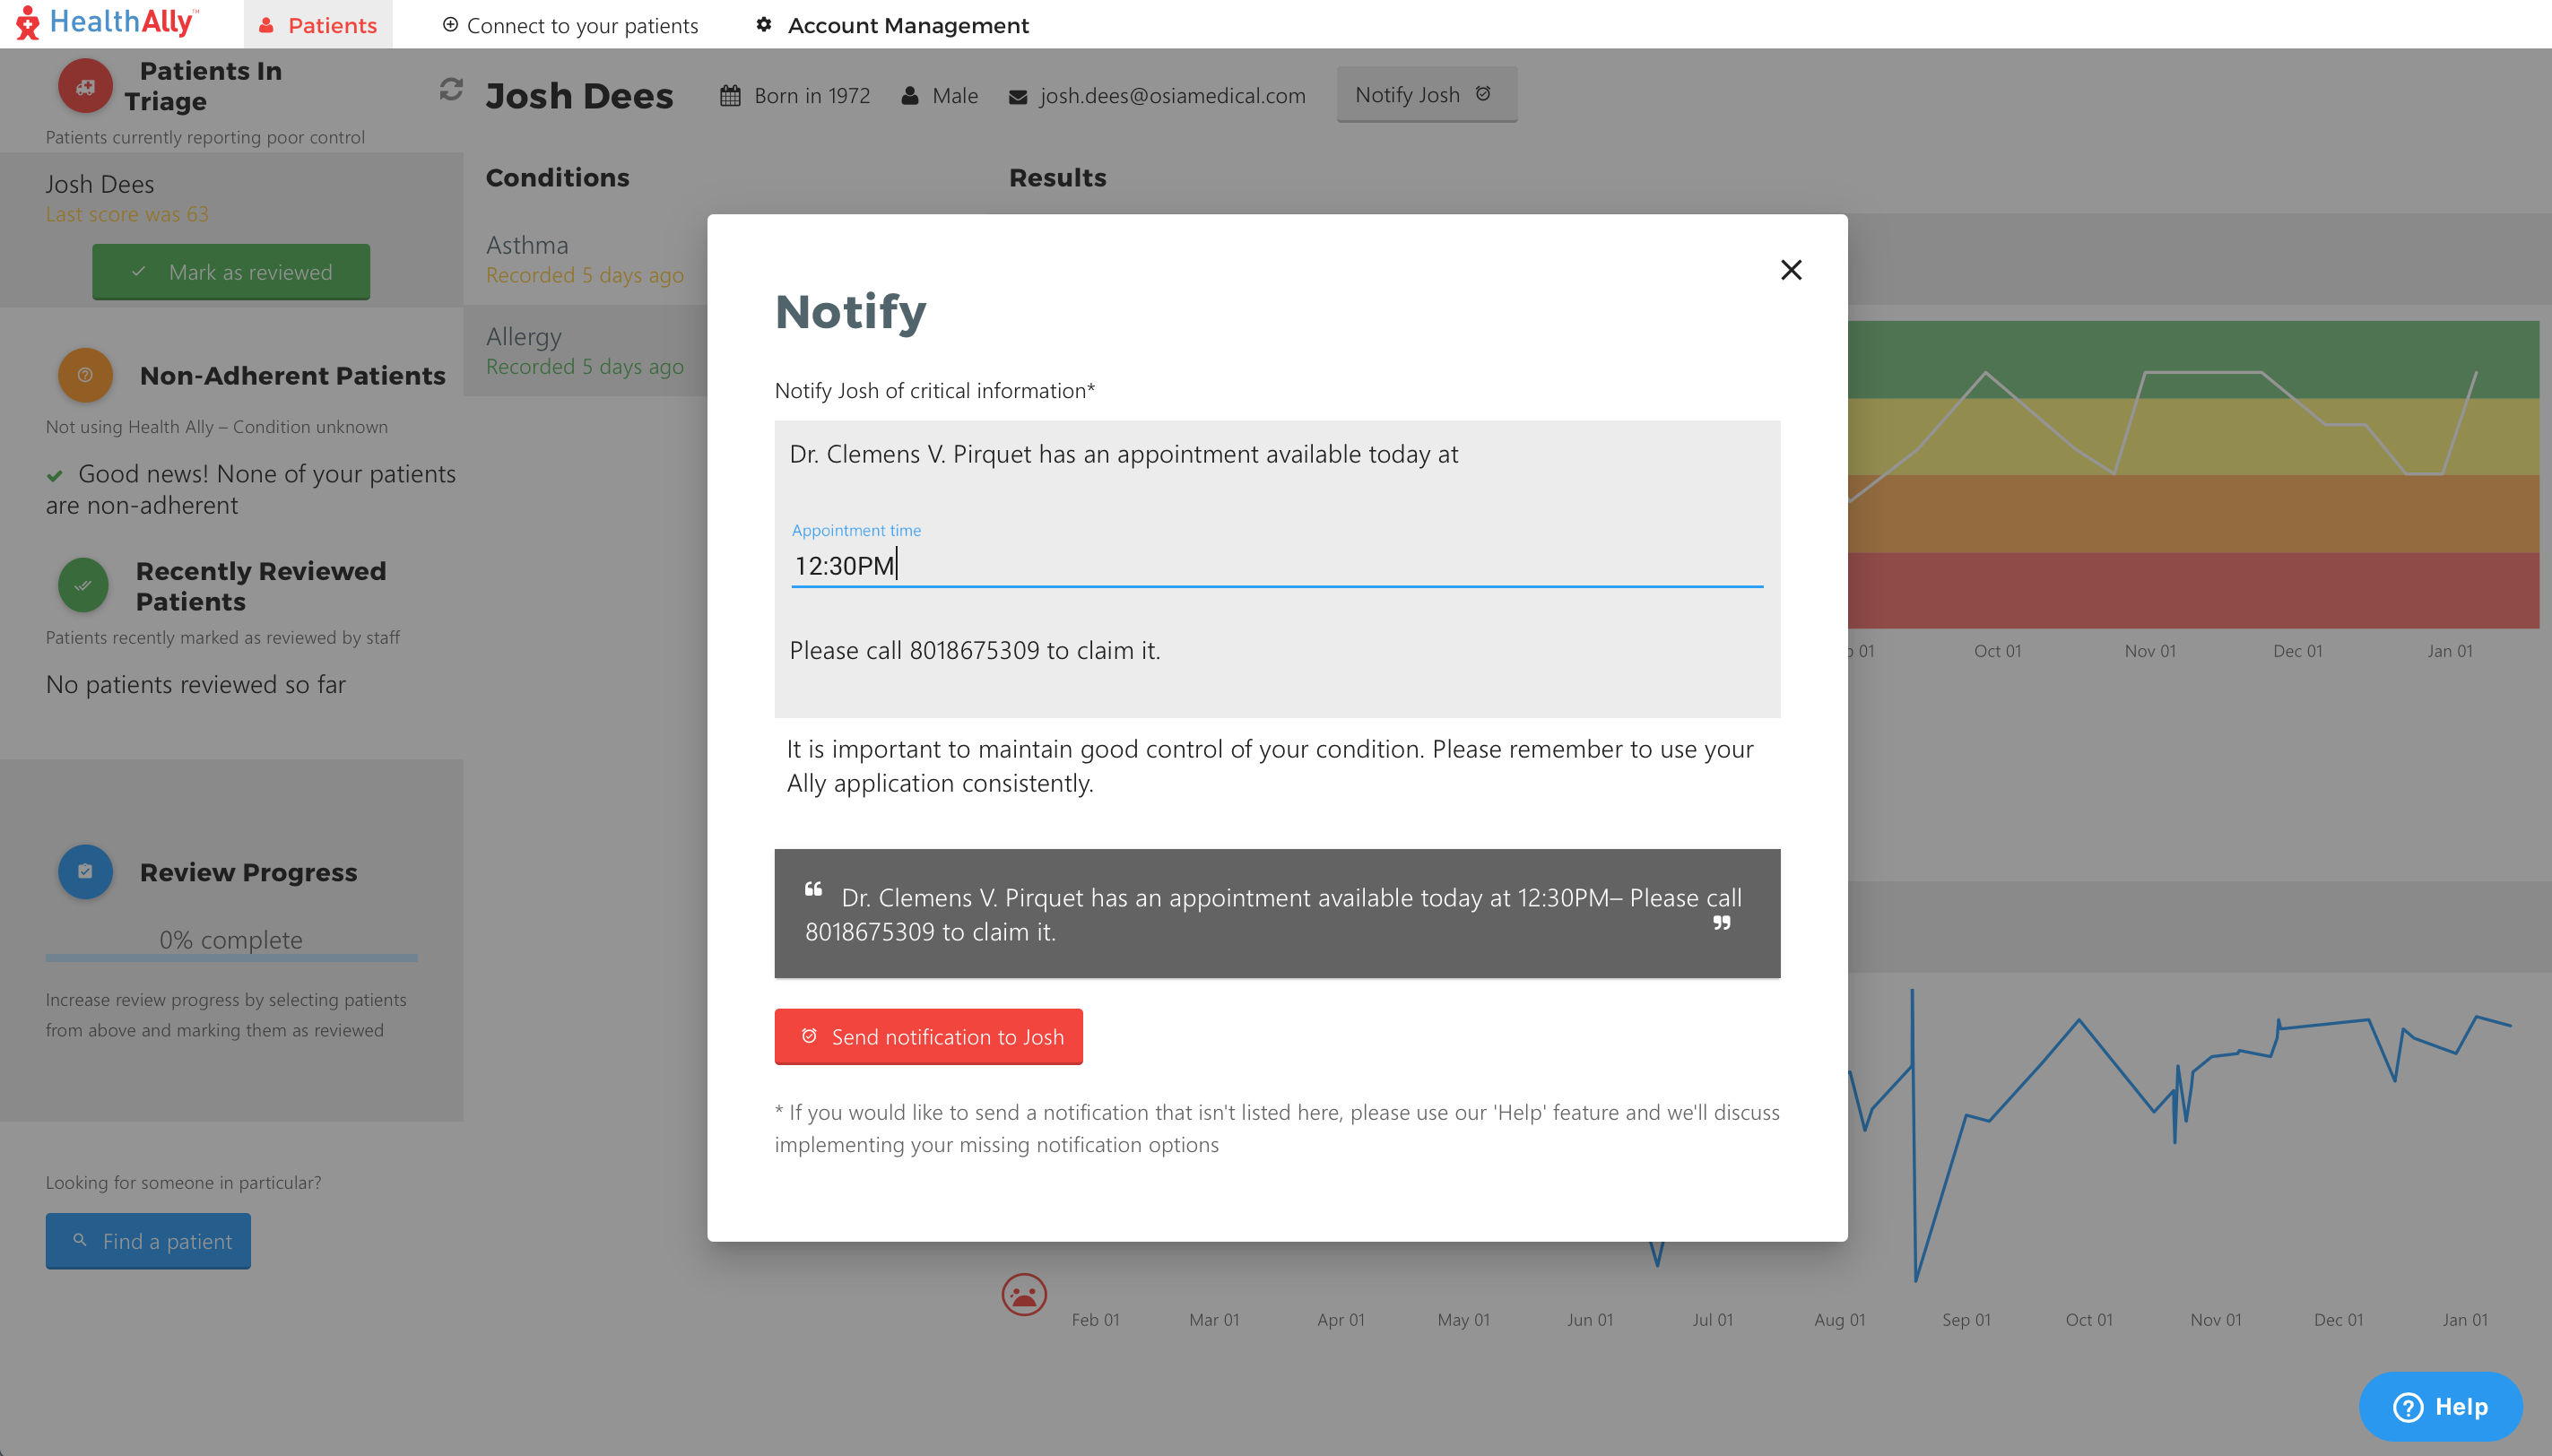 HealthAlly™
Patients
Connect to your patients
Account Management
Patients In
Triage
Patients currently reporting poor control
Josh Dees
Last score was 63
Mark as reviewed
Non-Adherent Patients
Not using Health Ally – Condition unknown
Good news! None of your patients
are non-adherent
Recently Reviewed
Patients
Patients recently marked as reviewed by staff
No patients reviewed so far
Review Progress
0% complete
Increase review progress by selecting patients
from above and marking them as reviewed
Looking for someone in particular?
Find a patient
Josh Dees
Born in 1972
Male
josh.dees@osiamedical.com
Notify Josh
Conditions
Asthma
Recorded 5 days ago
Allergy
Recorded 5 days ago
Results
Notify
Notify Josh of critical information*
Dr. Clemens V. Pirquet has an appointment available today at
Appointment time
12:30PM
Please call 8018675309 to claim it.
It is important to maintain good control of your condition. Please remember to use your
Ally application consistently.
“ Dr. Clemens V. Pirquet has an appointment available today at 12:30PM– Please call
8018675309 to claim it. ”
Send notification to Josh
* If you would like to send a notification that isn't listed here, please use our 'Help' feature and we'll discuss
implementing your missing notification options
01 Oct 01 Nov 01 Dec 01 Jan 01
Feb 01 Mar 01 Apr 01 May 01 Jun 01 Jul 01 Aug 01 Sep 01 Oct 01 Nov 01 Dec 01 Jan 01
Help